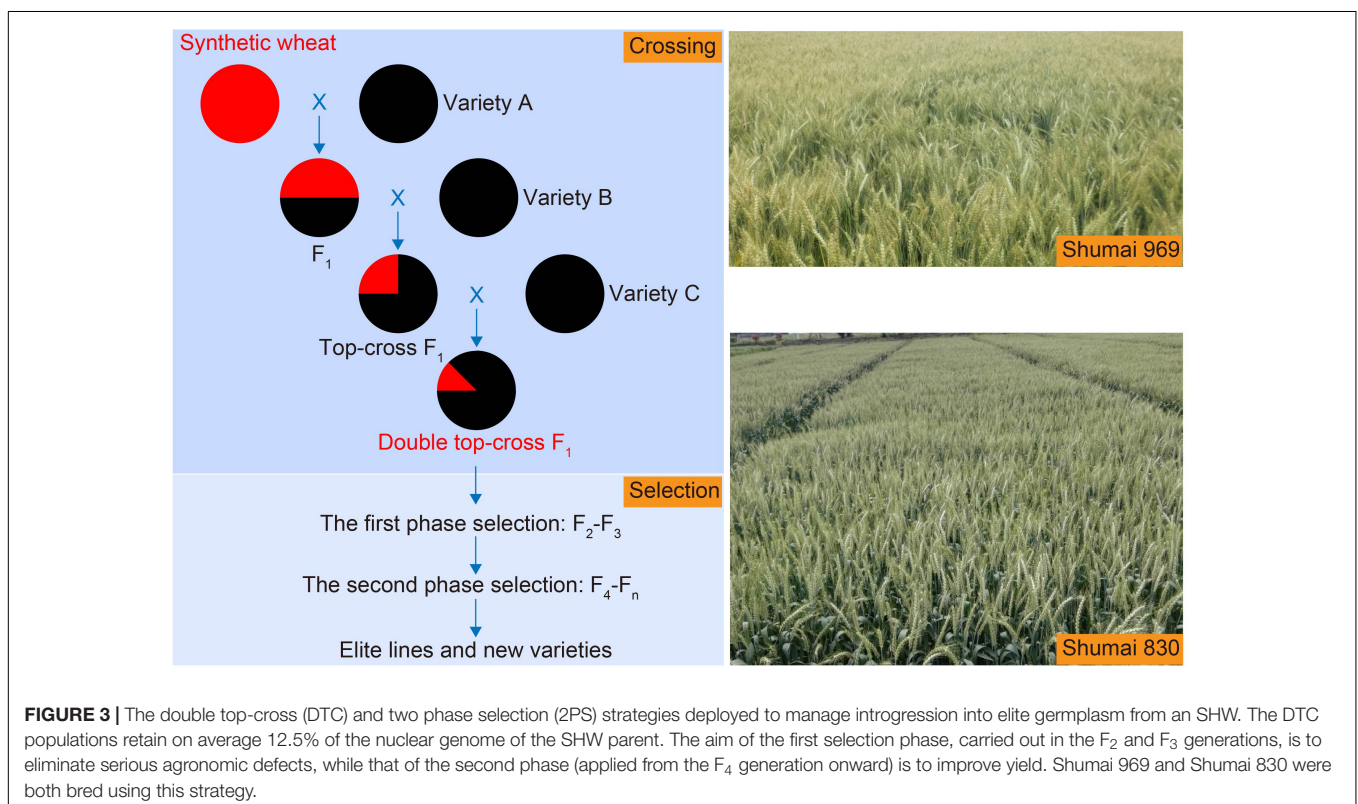 Synthetic wheat
Crossing
X
Variety A
X
Variety B
F₁
X
Variety C
Top-cross F₁
Double top-cross F₁
Selection
The first phase selection: F₂-F₃
The second phase selection: F₄-Fₙ
Elite lines and new varieties
Shumai 969
Shumai 830
FIGURE 3 | The double top-cross (DTC) and two phase selection (2PS) strategies deployed to manage introgression into elite germplasm from an SHW. The DTC
populations retain on average 12.5% of the nuclear genome of the SHW parent. The aim of the first selection phase, carried out in the F₂ and F₃ generations, is to
eliminate serious agronomic defects, while that of the second phase (applied from the F₄ generation onward) is to improve yield. Shumai 969 and Shumai 830 were
both bred using this strategy.